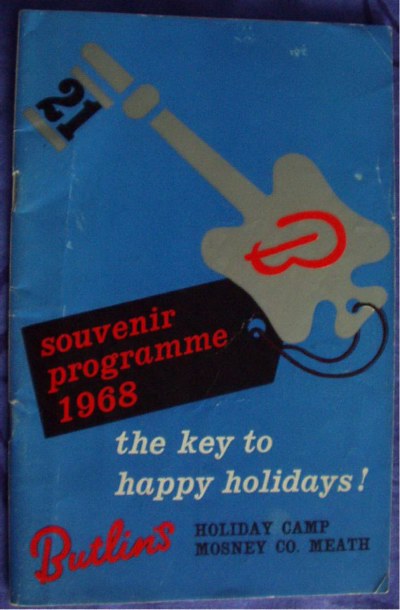 21
souvenir
programme
1968
the key to
happy holidays!
Butlins
HOLIDAY CAMP
MOSNEY CO. MEATH